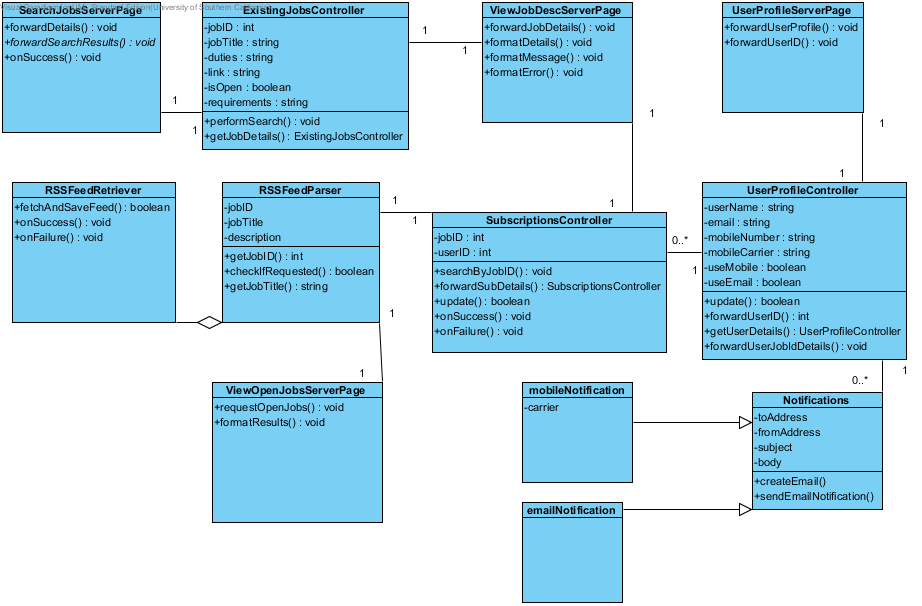 SearchJobsServerPage
+forwardDetails() : void
+forwardSearchResults() : void
+onSuccess() : void
ExistingJobsController
-jobID : int
-jobTitle : string
-duties : string
-link : string
-isOpen : boolean
-requirements : string
+performSearch() : void
+getJobDetails() : ExistingJobsController
ViewJobDescServerPage
+forwardJobDetails() : void
+formatDetails() : void
+formatMessage() : void
+formatError() : void
UserProfileServerPage
+forwardUserProfile() : void
+forwardUserID() : void
1
1
1
1
1
1
1
1
RSSFeedRetriever
+fetchAndSaveFeed() : boolean
+onSuccess() : void
+onFailure() : void
RSSFeedParser
-jobID
-jobTitle
-description
+getJobID() : int
+checkIfRequested() : boolean
+getJobTitle() : string
1
1
SubscriptionsController
-jobID : int
-userID : int
+searchByJobID() : void
+forwardSubDetails() : SubscriptionsController
+update() : boolean
+onSuccess() : void
+onFailure() : void
0..*
1
UserProfileController
-userName : string
-email : string
-mobileNumber : string
-mobileCarrier : string
-useMobile : boolean
-useEmail : boolean
+update() : boolean
+forwardUserID() : int
+getUserDetails() : UserProfileController
+forwardUserJobIdDetails() : void
1
1
1
0..*
ViewOpenJobsServerPage
+requestOpenJobs() : void
+formatResults() : void
mobileNotification
-carrier
Notifications
-toAddress
-fromAddress
-subject
-body
+createEmail()
+sendEmailNotification()
emailNotification